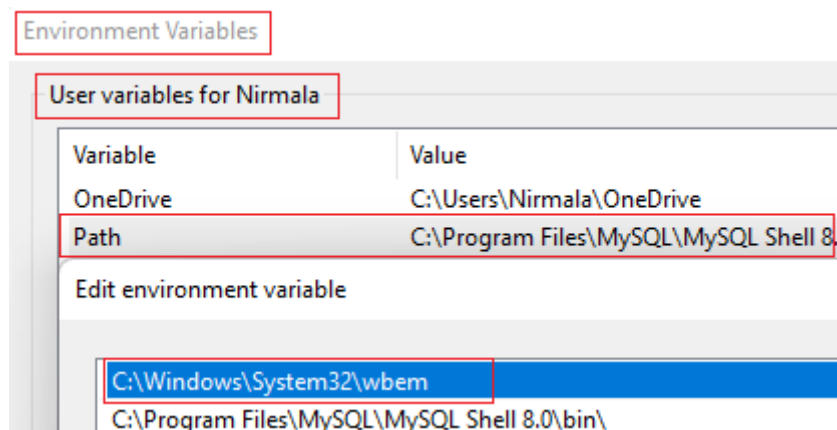 Environment Variables
User variables for Nirmala
Variable Value
OneDrive C:\Users\Nirmala\OneDrive
Path C:\Program Files\MySQL\MySQL Shell 8.
Edit environment variable
C:\Windows\System32\wbem
C:\Program Files\MySQL\MySQL Shell 8.0\bin\